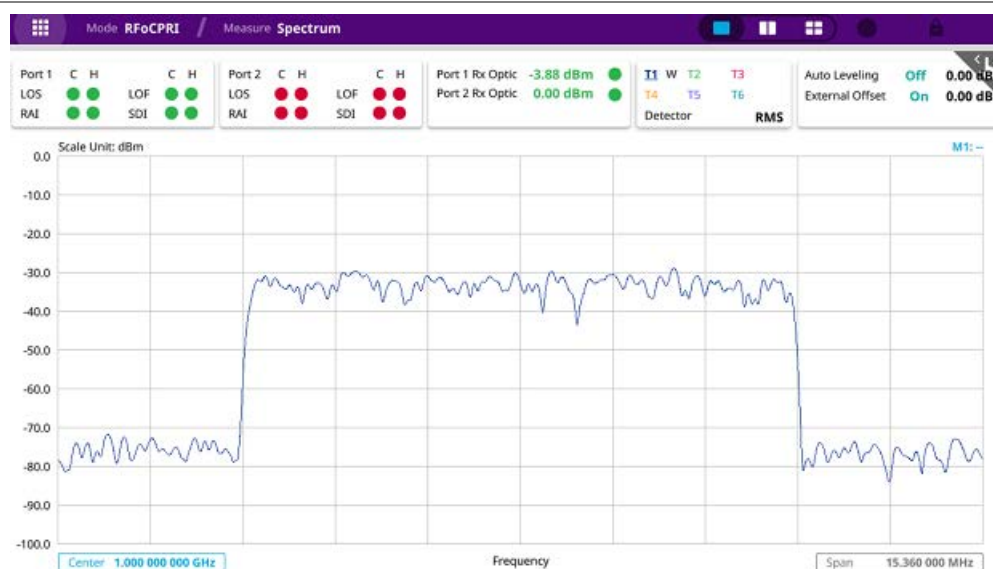 Mode RFoCPRI / Measure Spectrum
Port 1 C H C H
LOS LOF
RAI SDI
Port 2 C H C H
LOS LOF
RAI SDI
Port 1 Rx Optic -3.88 dBm
Port 2 Rx Optic 0.00 dBm
T1 W T2 T3
T4 T5 T6
Detector RMS
Auto Leveling Off 0.00 dB
External Offset On 0.00 dB
Scale Unit: dBm
M1: --
0.0
-10.0
-20.0
-30.0
-40.0
-50.0
-60.0
-70.0
-80.0
-90.0
-100.0
Center 1.000 000 000 GHz
Frequency
Span 15.360 000 MHz